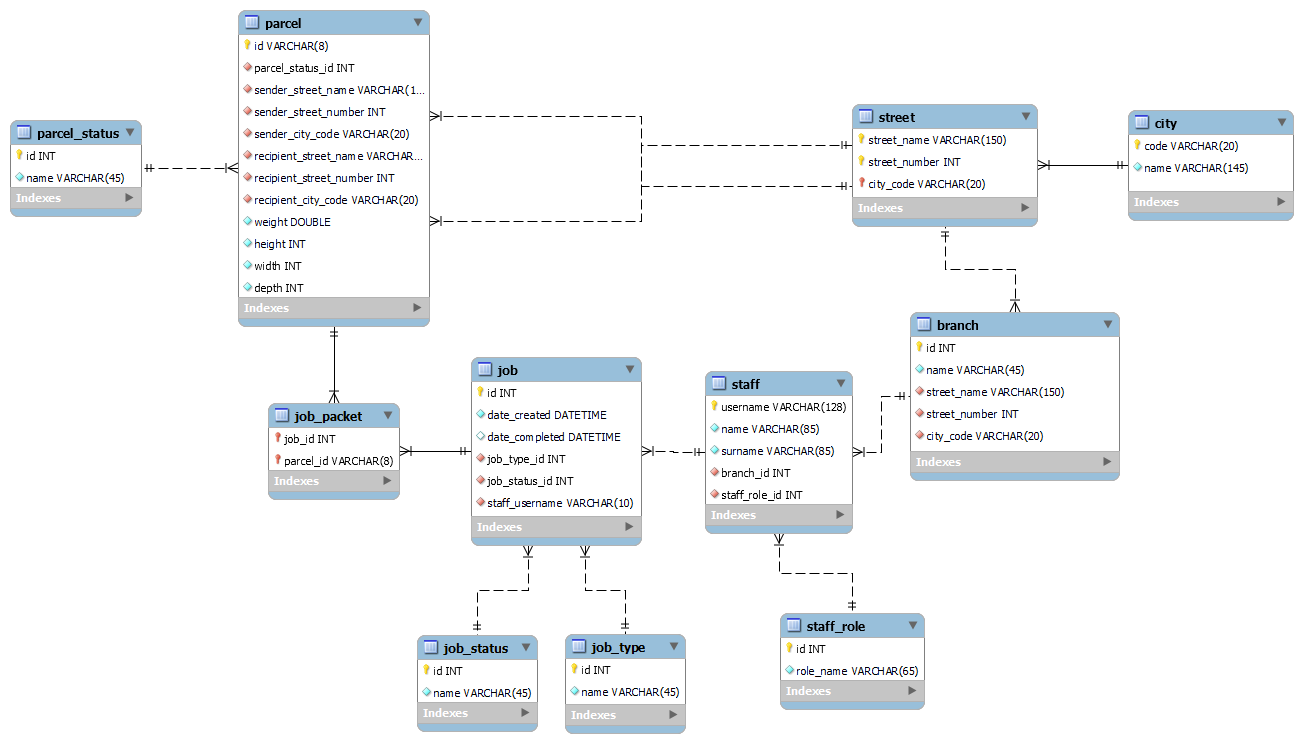 parcel
id VARCHAR(8)
parcel_status_id INT
sender_street_name VARCHAR(1...
sender_street_number INT
sender_city_code VARCHAR(20)
recipient_street_name VARCHAR...
recipient_street_number INT
recipient_city_code VARCHAR(20)
weight DOUBLE
height INT
width INT
depth INT
Indexes
parcel_status
id INT
name VARCHAR(45)
Indexes
street
street_name VARCHAR(150)
street_number INT
city_code VARCHAR(20)
Indexes
city
code VARCHAR(20)
name VARCHAR(145)
Indexes
branch
id INT
name VARCHAR(45)
street_name VARCHAR(150)
street_number INT
city_code VARCHAR(20)
Indexes
job_packet
job_id INT
parcel_id VARCHAR(8)
Indexes
job
id INT
date_created DATETIME
date_completed DATETIME
job_type_id INT
job_status_id INT
staff_username VARCHAR(10)
Indexes
staff
username VARCHAR(128)
name VARCHAR(85)
surname VARCHAR(85)
branch_id INT
staff_role_id INT
Indexes
job_status
id INT
name VARCHAR(45)
Indexes
job_type
id INT
name VARCHAR(45)
Indexes
staff_role
id INT
role_name VARCHAR(65)
Indexes